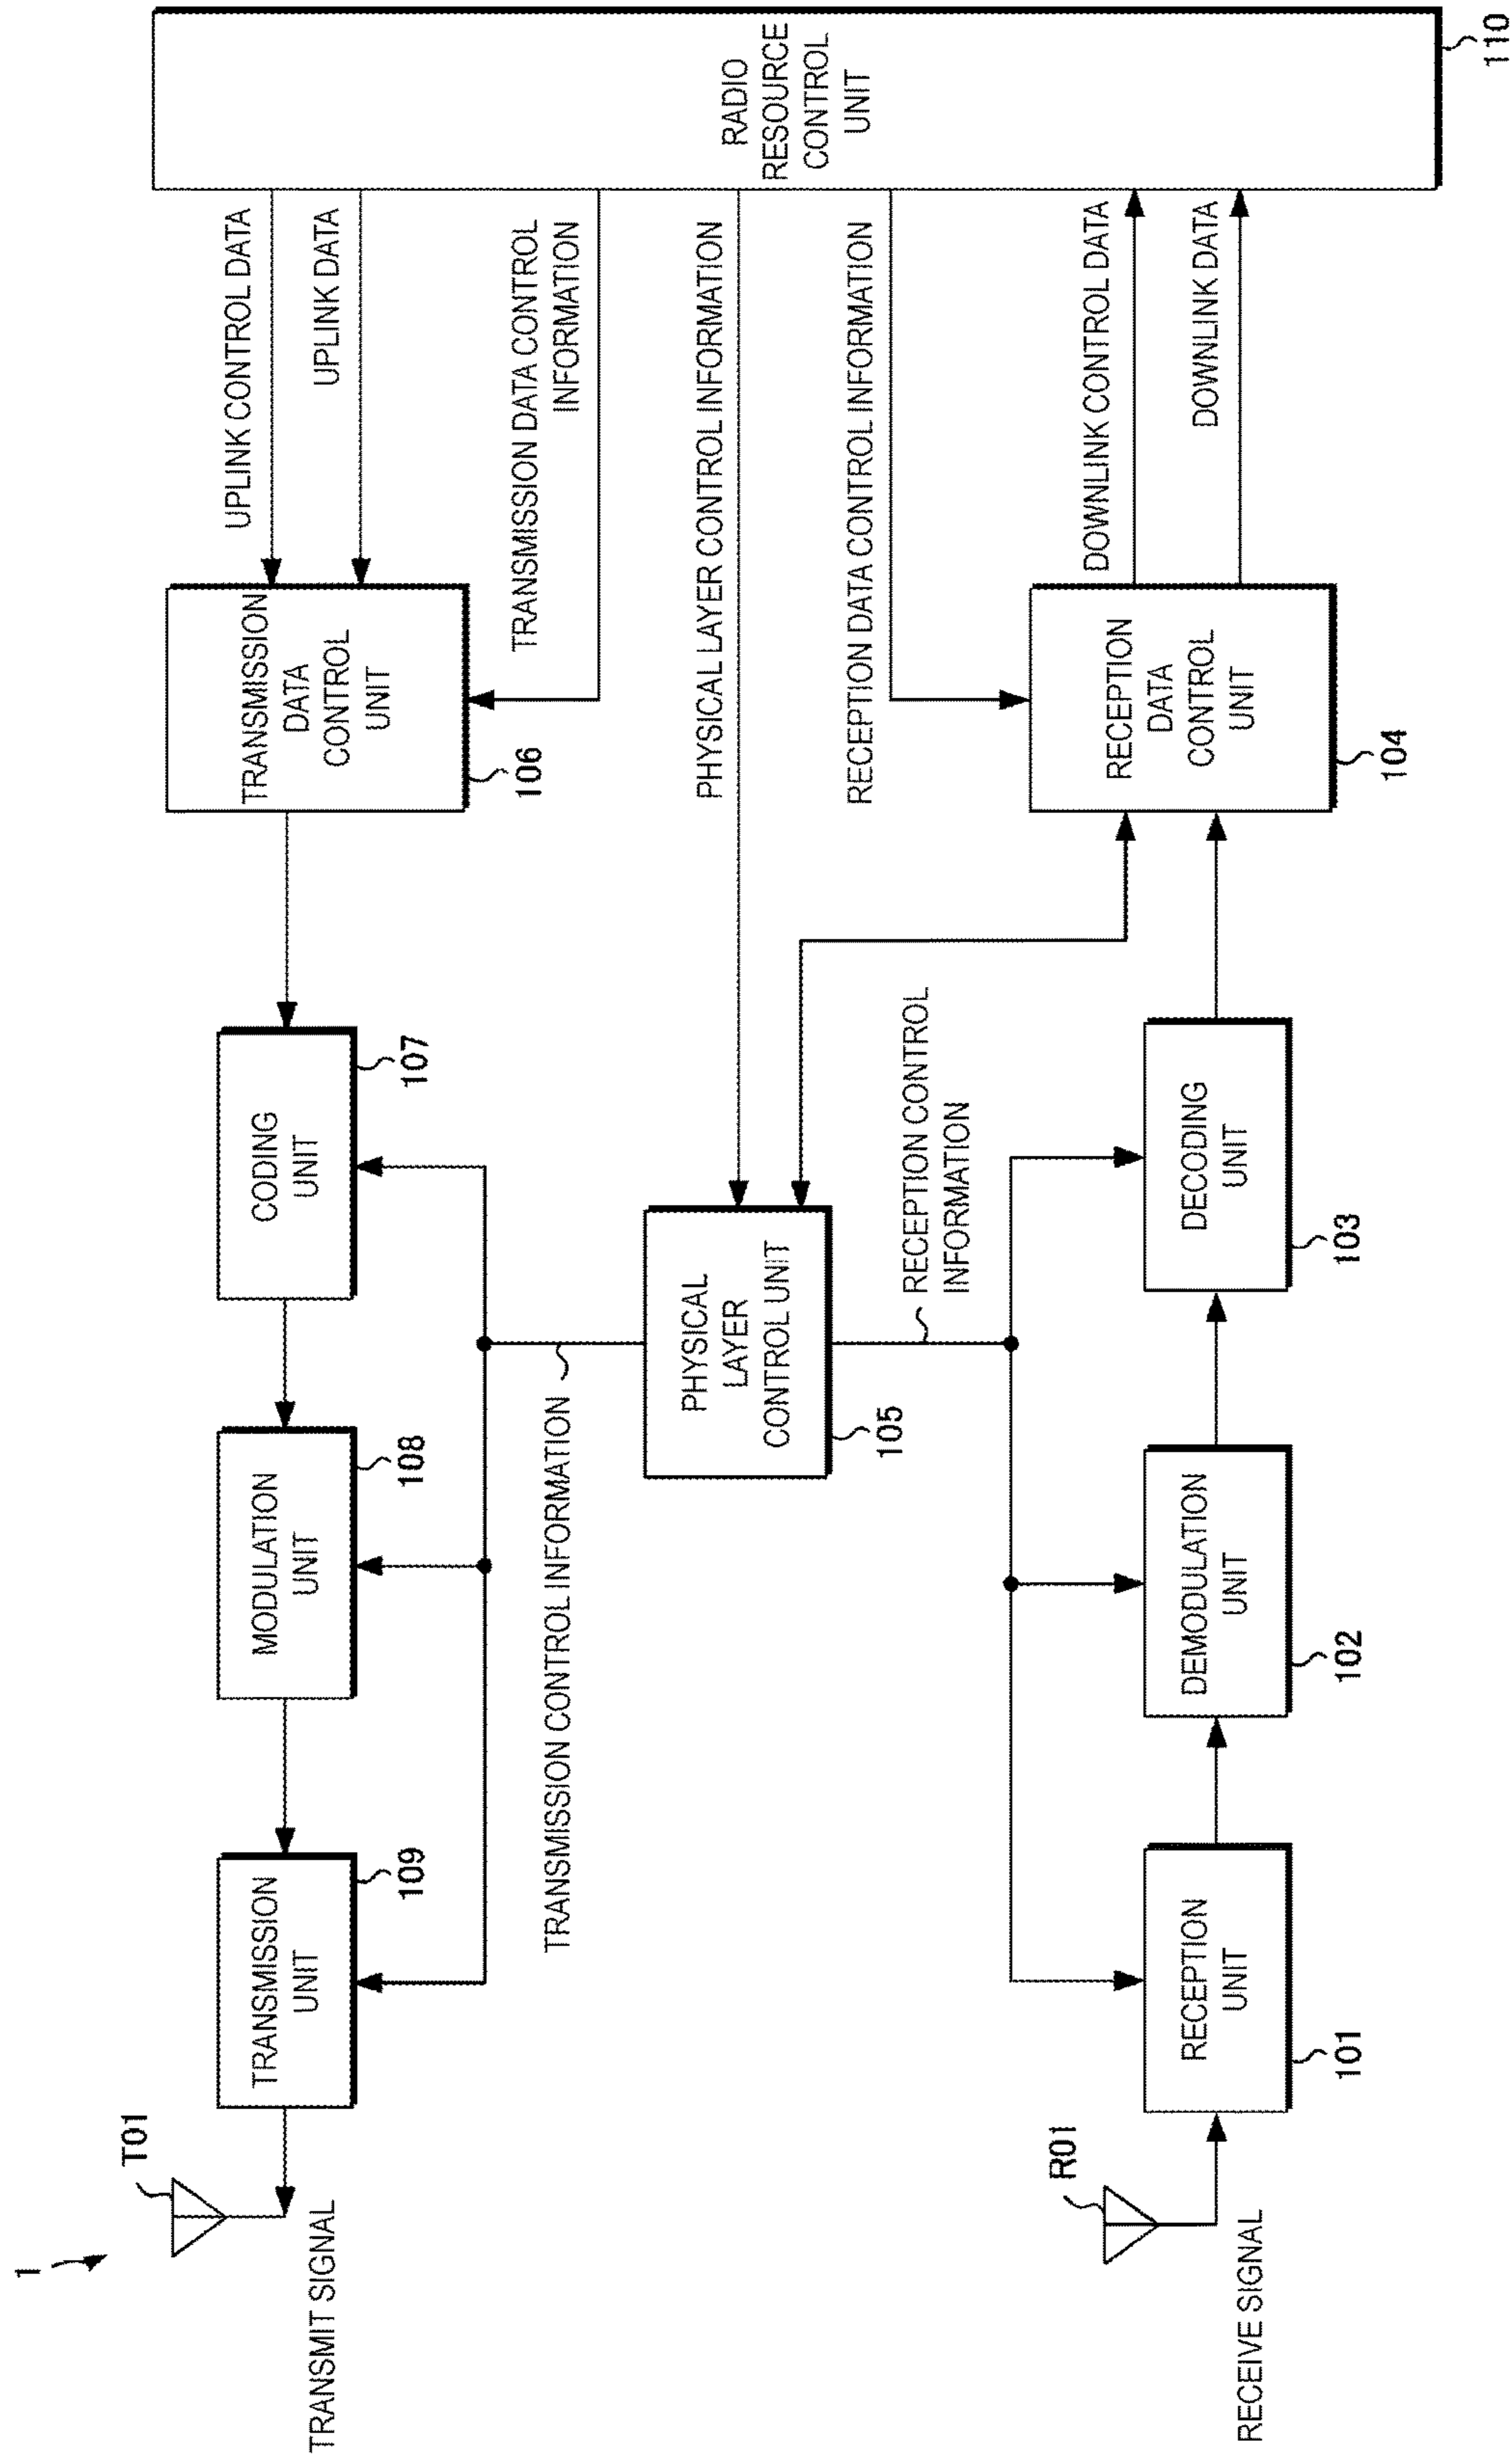 1
T01
TRANSMIT SIGNAL
TRANSMISSION
UNIT
109
MODULATION
UNIT
108
CODING
UNIT
107
TRANSMISSION
DATA
CONTROL
UNIT
106
UPLINK CONTROL DATA
UPLINK DATA
TRANSMISSION DATA CONTROL
INFORMATION
TRANSMISSION CONTROL INFORMATION
PHYSICAL
LAYER
CONTROL UNIT
105
PHYSICAL LAYER CONTROL INFORMATION
RECEPTION DATA CONTROL INFORMATION
RECEPTION CONTROL
INFORMATION
RADIO
RESOURCE
CONTROL
UNIT
110
R01
RECEIVE SIGNAL
RECEPTION
UNIT
101
DEMODULATION
UNIT
102
DECODING
UNIT
103
RECEPTION
DATA
CONTROL
UNIT
104
DOWNLINK CONTROL DATA
DOWNLINK DATA